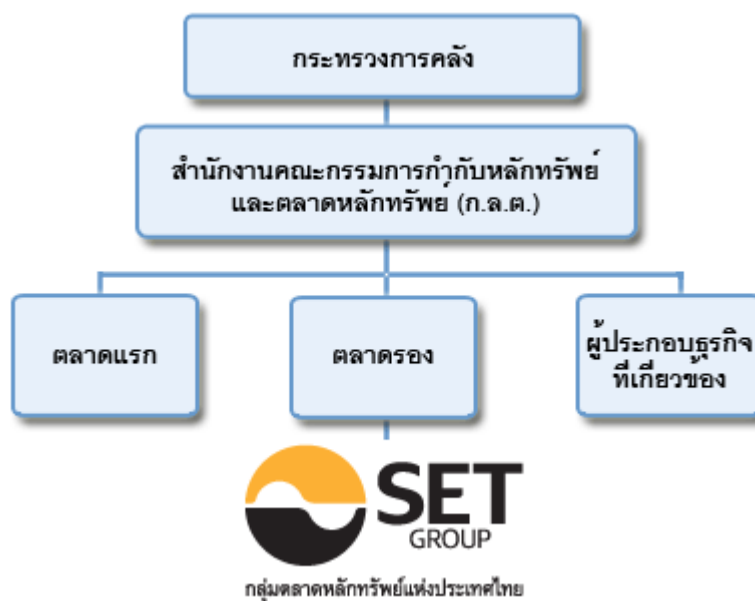 กระทรวงการคลัง
สำนักงานคณะกรรมการกำกับหลักทรัพย์
และตลาดหลักทรัพย์ (ก.ล.ต.)
ตลาดแรก
ตลาดรอง
ผู้ประกอบธุรกิจ
ที่เกี่ยวข้อง
SET
GROUP
กลุ่มตลาดหลักทรัพย์แห่งประเทศไทย